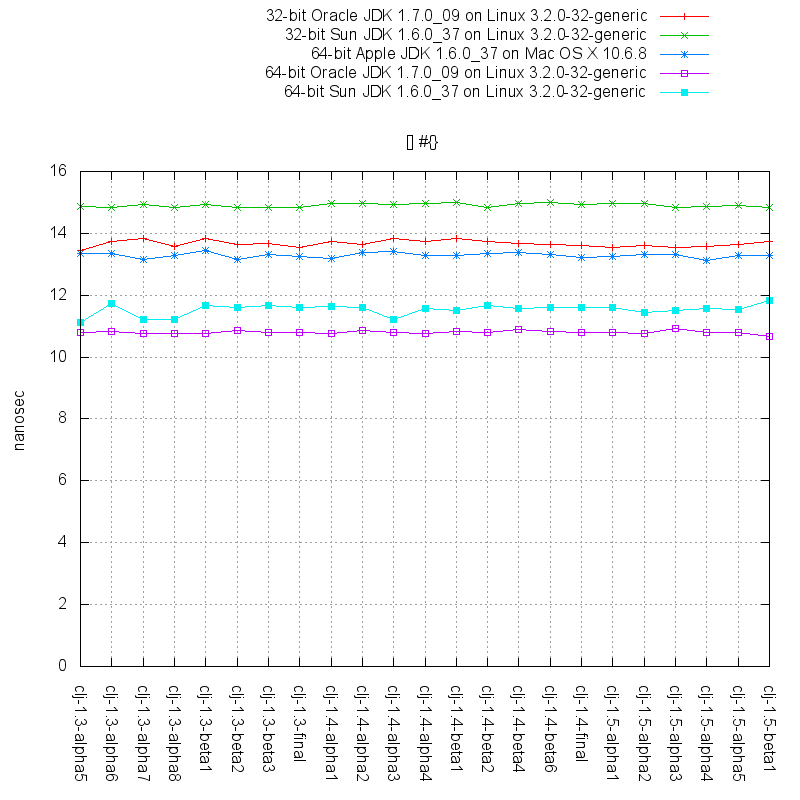 32-bit Oracle JDK 1.7.0_09 on Linux 3.2.0-32-generic
32-bit Sun JDK 1.6.0_37 on Linux 3.2.0-32-generic
64-bit Apple JDK 1.6.0_37 on Mac OS X 10.6.8
64-bit Oracle JDK 1.7.0_09 on Linux 3.2.0-32-generic
64-bit Sun JDK 1.6.0_37 on Linux 3.2.0-32-generic
[] #{}
16
14
12
10
8
6
4
2
0
nanosec
clj-1.3-alpha5
clj-1.3-alpha6
clj-1.3-alpha7
clj-1.3-alpha8
clj-1.3-beta1
clj-1.3-beta2
clj-1.3-beta3
clj-1.3-final
clj-1.4-alpha1
clj-1.4-alpha2
clj-1.4-alpha3
clj-1.4-alpha4
clj-1.4-beta1
clj-1.4-beta2
clj-1.4-beta4
clj-1.4-beta6
clj-1.4-final
clj-1.5-alpha1
clj-1.5-alpha2
clj-1.5-alpha3
clj-1.5-alpha4
clj-1.5-alpha5
clj-1.5-beta1